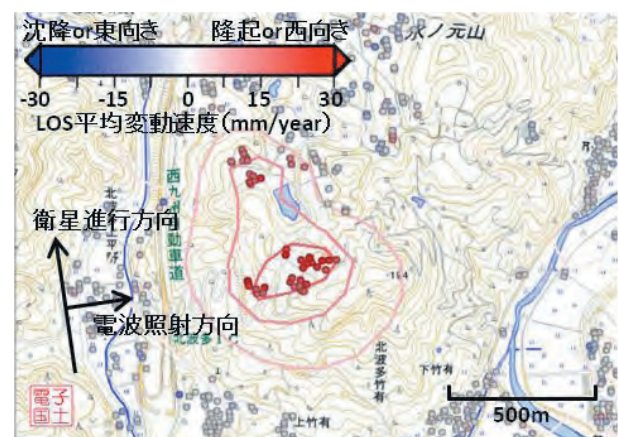 沈降or東向き
隆起or西向き
-30
-15
0
15
30
LOS平均変動速度(mm/year)
衛星進行方向
電波照射方向
西九州自動車道
北波多IC
北波多竹有
下竹有
上竹有
·194
500m
電子
国土